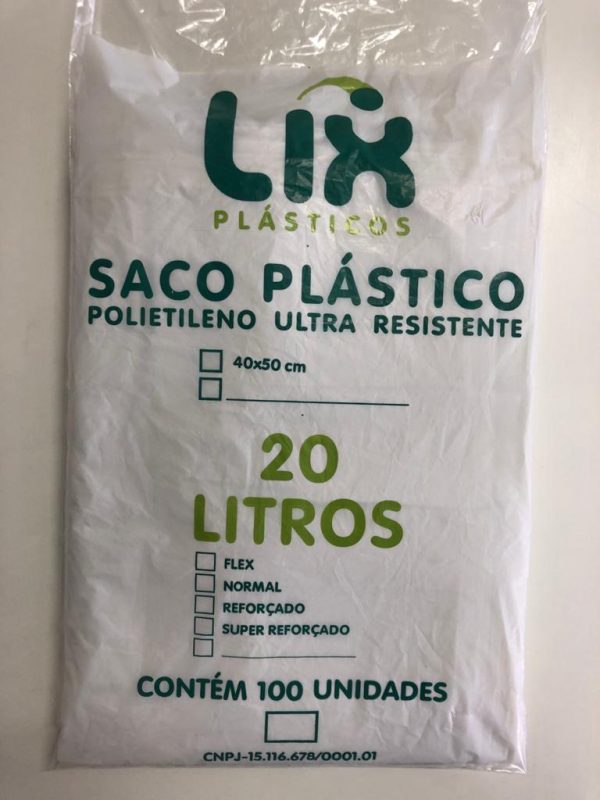 LIX
PLÁSTICOS
SACO PLÁSTICO
POLIETILENO ULTRA RESISTENTE
40x50 cm
20
LITROS
FLEX
NORMAL
REFORÇADO
SUPER REFORÇADO
CONTÉM 100 UNIDADES
CNPJ-15.116.678/0001.01